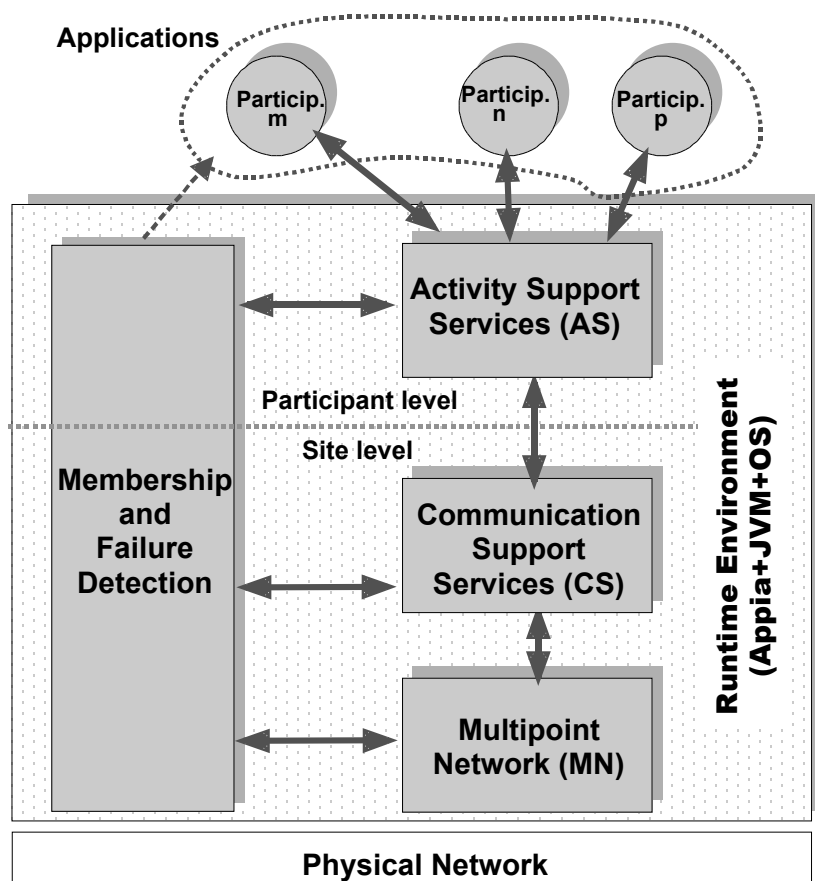 Applications
Particip.
m
Particip.
n
Particip.
p
Activity Support
Services (AS)
Participant level
Site level
Membership
and
Failure
Detection
Communication
Support
Services (CS)
Multipoint
Network (MN)
Runtime Environment
(Appia+JVM+OS)
Physical Network